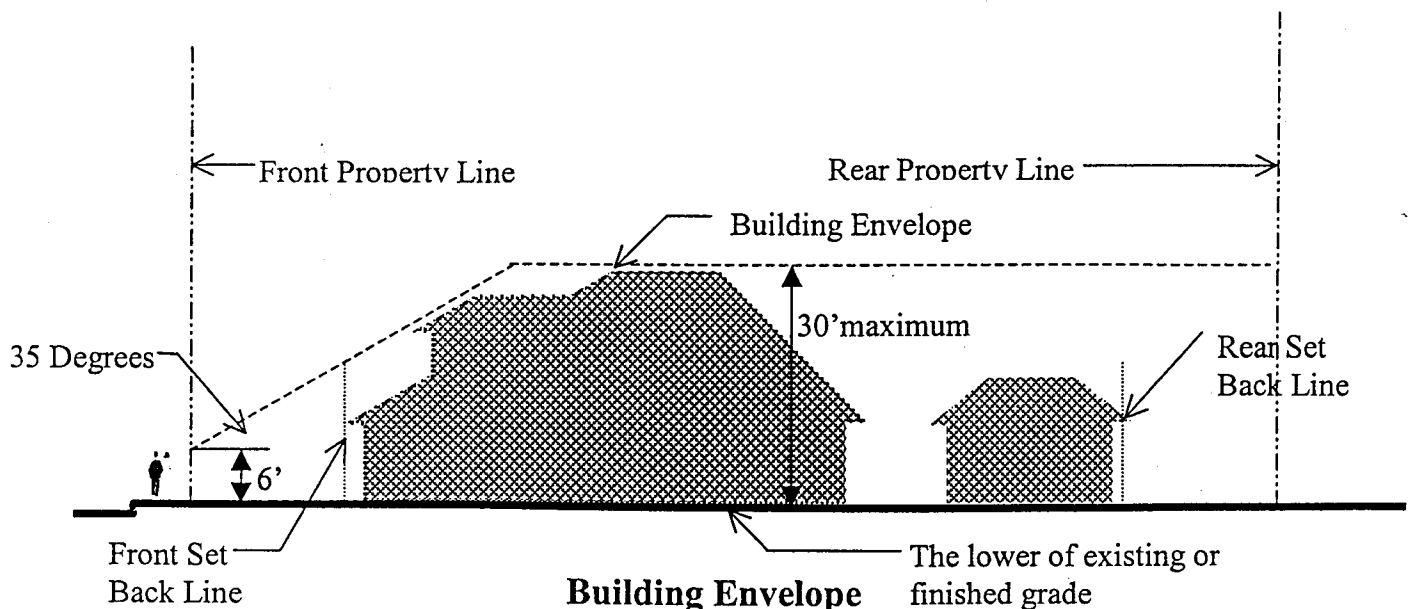 Front Property Line
Rear Property Line
Building Envelope
30’maximum
35 Degrees
Rear Set
Back Line
6’
Front Set
Back Line
The lower of existing or
finished grade
Building Envelope